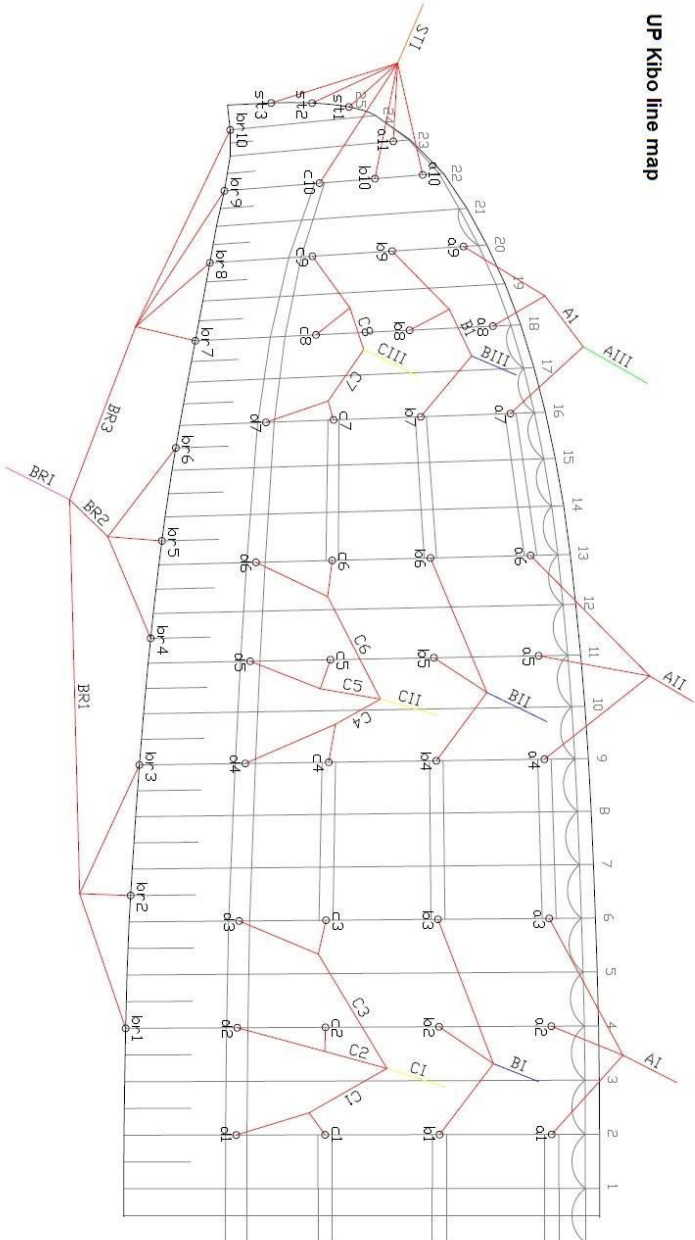 UP Kibo line map
STI
st3
st2
st1
25
24
23
22
21
20
19
18
17
16
15
14
13
12
11
10
9
8
7
6
5
4
3
2
1
br10
a11
a10
b10
c10
br9
a9
b9
c9
br8
A1
a8
B1
b8
C8
c8
br7
AIII
BIII
CIII
C7
a7
b7
c7
d7
BR3
br6
BRI
BR2
br5
a6
b6
c6
d6
br4
a5
b5
c5
d5
C6
C5
AII
BII
CII
C4
BR1
a4
b4
c4
d4
br3
br2
a3
b3
c3
d3
C3
a2
b2
c2
d2
C2
br1
AI
BI
CI
C1
a1
b1
c1
d1